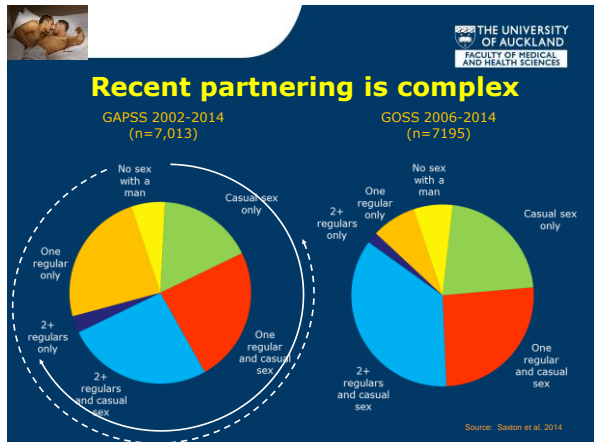 THE UNIVERSITY
OF AUCKLAND
FACULTY OF MEDICAL
AND HEALTH SCIENCES
Recent partnering is complex
GAPSS 2002-2014
(n=7,013)
No sex
with a
man
Casual sex
only
One
regular
only
2+
regulars
only
2+
regulars
and casual
sex
One
regular
and casual
sex
GOSS 2006-2014
(n=7195)
No sex
with a
man
One
regular
only
2+
regulars
only
Casual sex
only
2+
regulars
and casual
sex
One
regular
and casual
sex
Source: Saxton et al. 2014